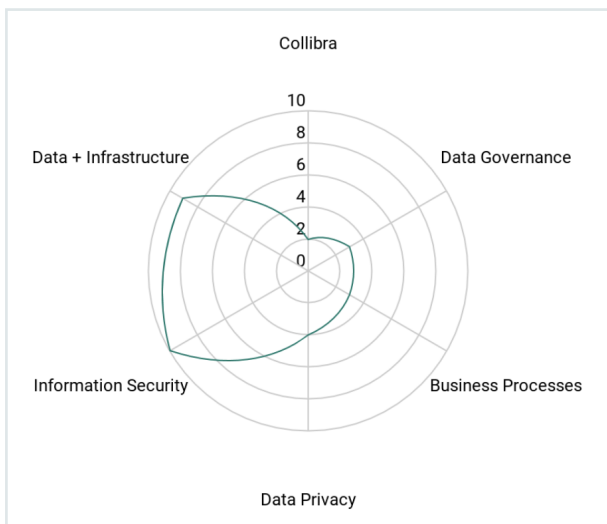 Collibra
10
8
6
4
2
0
Data + Infrastructure
Data Governance
Information Security
Business Processes
Data Privacy